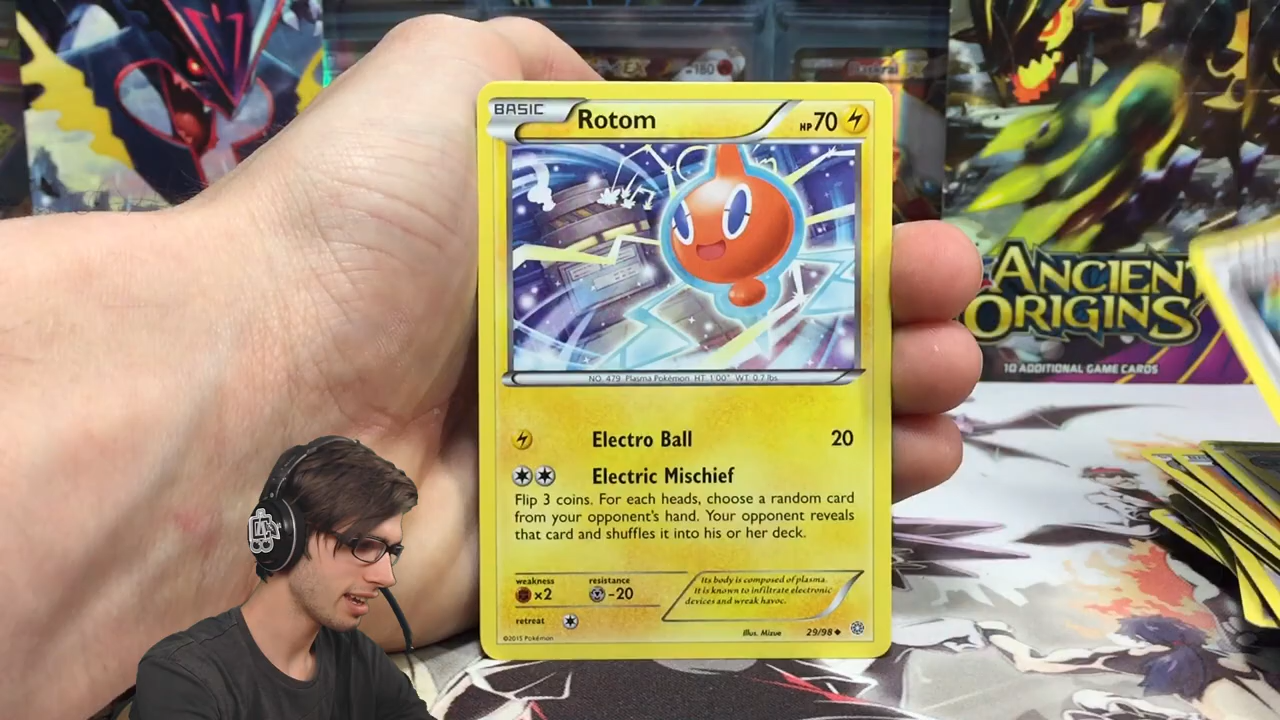 BASIC
Rotom
HP70
NO. 479 Plasma Pokémon HT: 1'00" WT: 0.7 lbs.
Electro Ball 20
Electric Mischief
Flip 3 coins. For each heads, choose a random card
from your opponent's hand. Your opponent reveals
that card and shuffles it into his or her deck.
weakness
×2
resistance
-20
retreat
Its body is composed of plasma.
It is known to infiltrate electronic
devices and wreak havoc.
©2015 Pokémon
Illus. Mizue
29/98
EX
180
ANCIENT
ORIGINS
10 ADDITIONAL GAME CARDS